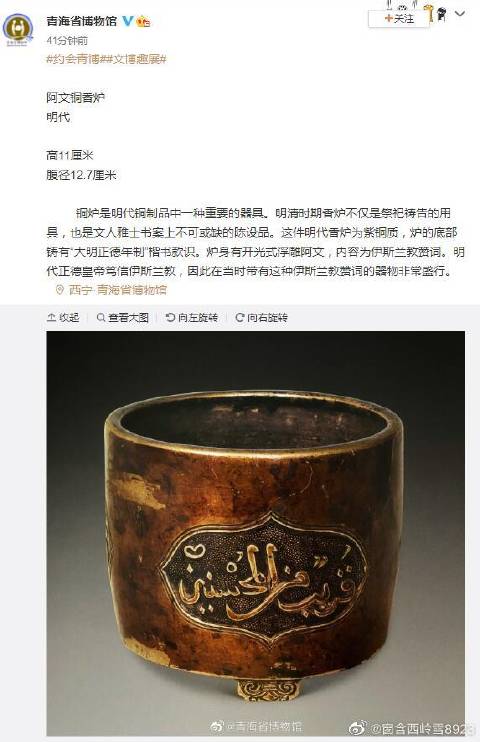 青海省博物馆
+关注
41分钟前
#约会青博##文博趣展#
阿文铜香炉
明代
高11厘米
腹径12.7厘米
铜炉是明代铜制品中一种重要的器具。明清时期香炉不仅是祭祀祷告的用
具，也是文人雅士书案上不可或缺的陈设品。这件明代香炉为紫铜质，炉的底部
铸有“大明正德年制”楷书款识。炉身有开光式浮雕阿文，内容为伊斯兰教赞词。明
代正德皇帝笃信伊斯兰教，因此在当时带有这种伊斯兰教赞词的器物非常盛行。
西宁·青海省博物馆
收起 查看大图 向左旋转 向右旋转
قريب من المحسنين
@青海省博物馆
@窗含西岭雪8923